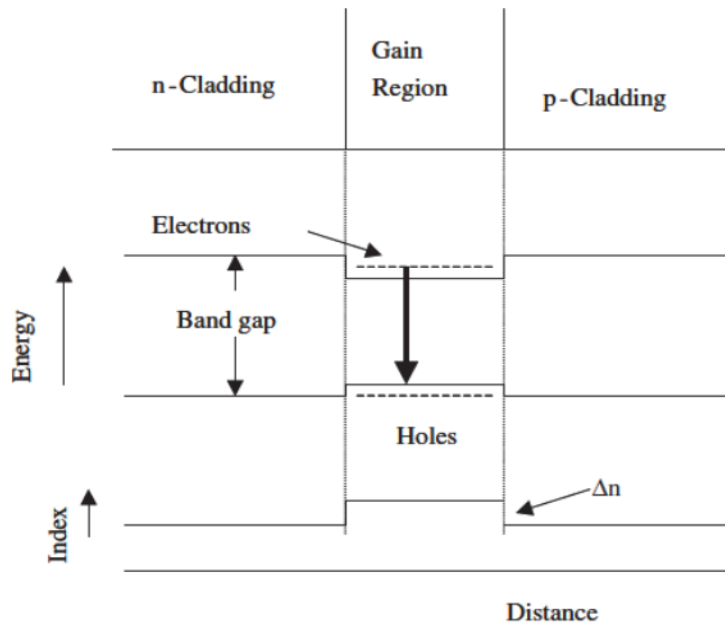 Gain
Region
n-Cladding
p-Cladding
Electrons
Band gap
Energy
Holes
Δn
Index
Distance